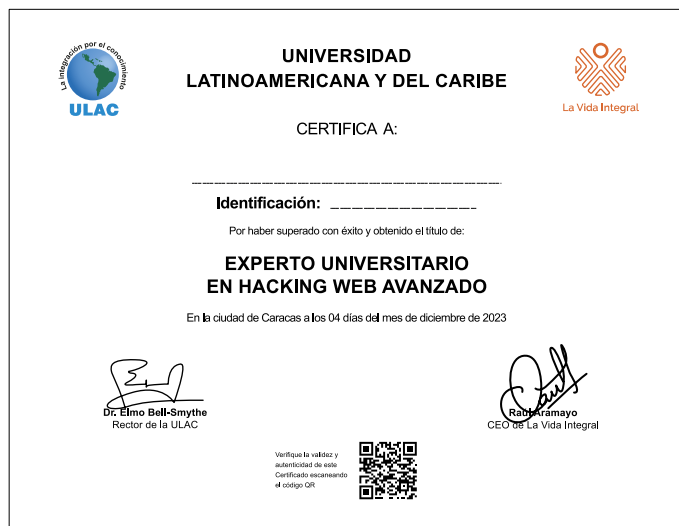 La integración por el conocimiento
ULAC
UNIVERSIDAD
LATINOAMERICANA Y DEL CARIBE
La Vida Integral
CERTIFICA A:
Identificación:
Por haber superado con éxito y obtenido el título de:
EXPERTO UNIVERSITARIO
EN HACKING WEB AVANZADO
En la ciudad de Caracas a los 04 días del mes de diciembre de 2023
Dr. Elmo Bell-Smythe
Rector de la ULAC
Raúl Aramayo
CEO de La Vida Integral
Verifique la validez y
autenticidad de este
Certificado escaneando
el código QR